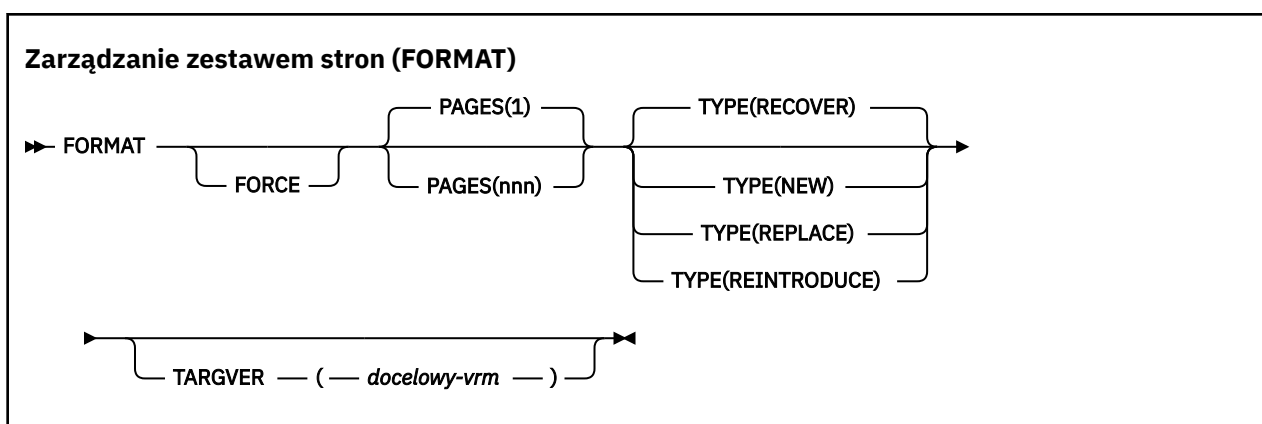 Zarządzanie zestawem stron (FORMAT)
PAGES(1) TYPE(RECOVER)
FORMAT
FORCE PAGES(nnn) TYPE(NEW)
TYPE(REPLACE)
TYPE(REINTRODUCE)
TARGVER ( docelowy-vrm )